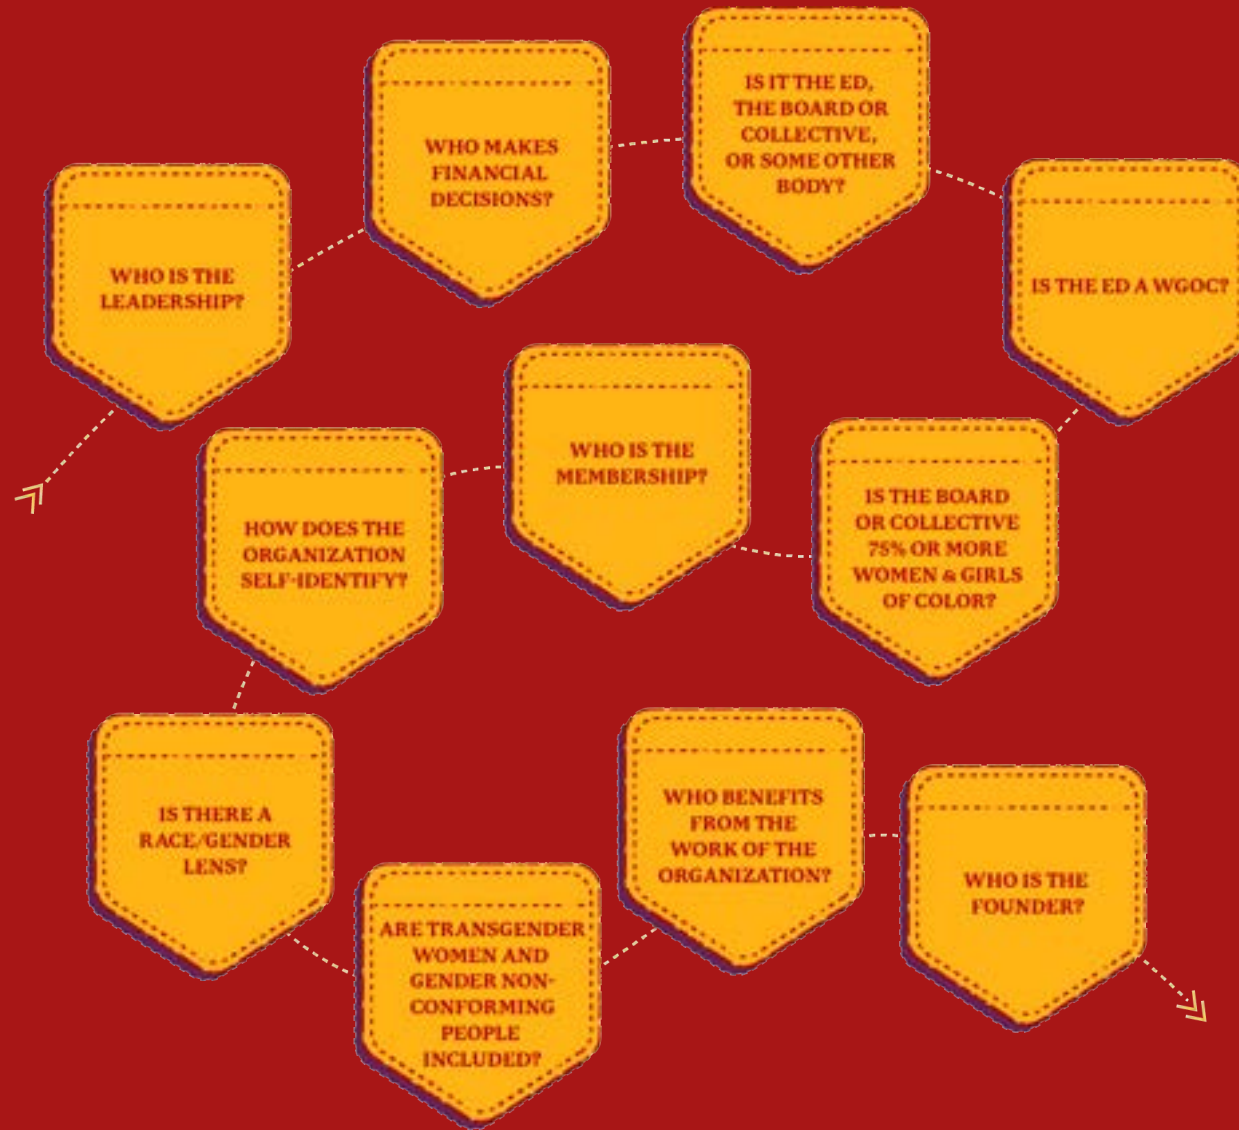 WHO IS THE
LEADERSHIP?
WHO MAKES
FINANCIAL
DECISIONS?
IS IT THE ED,
THE BOARD OR
COLLECTIVE,
OR SOME OTHER
BODY?
IS THE ED A WGOC?
IS THE BOARD
OR COLLECTIVE
75% OR MORE
WOMEN & GIRLS
OF COLOR?
WHO IS THE
MEMBERSHIP?
HOW DOES THE
ORGANIZATION
SELF-IDENTIFY?
IS THERE A
RACE/GENDER
LENS?
ARE TRANSGENDER
WOMEN AND
GENDER NON-
CONFORMING
PEOPLE
INCLUDED?
WHO BENEFITS
FROM THE
WORK OF THE
ORGANIZATION?
WHO IS THE
FOUNDER?